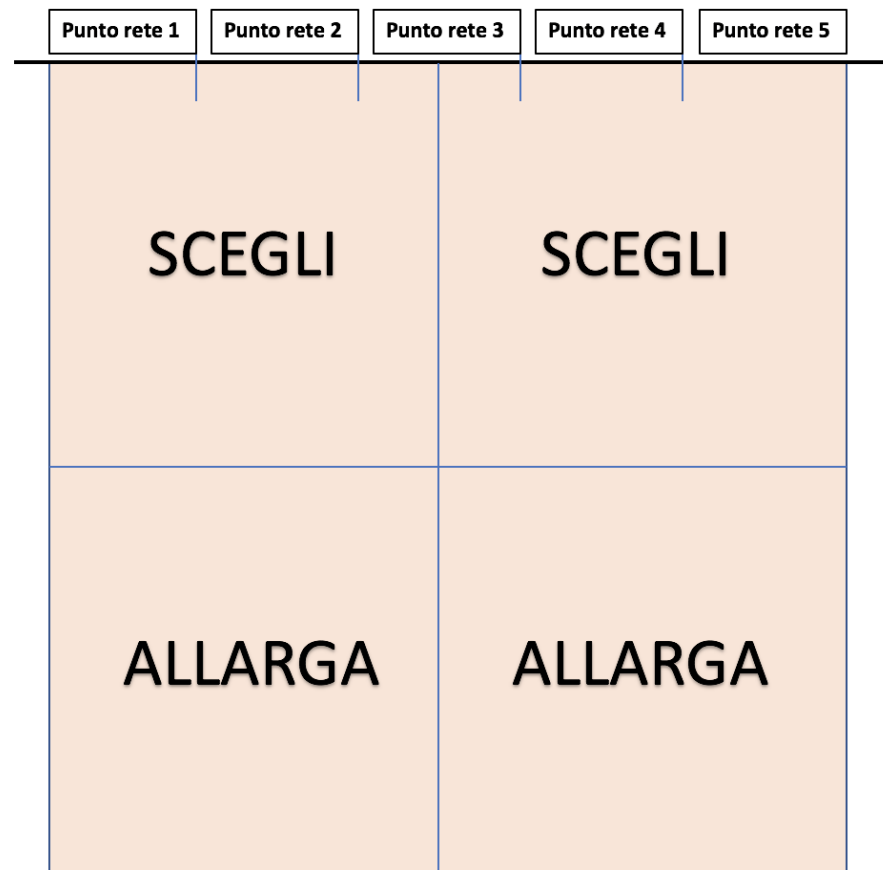 Punto rete 1 Punto rete 2 Punto rete 3 Punto rete 4 Punto rete 5
SCEGLI SCEGLI
ALLARGA ALLARGA